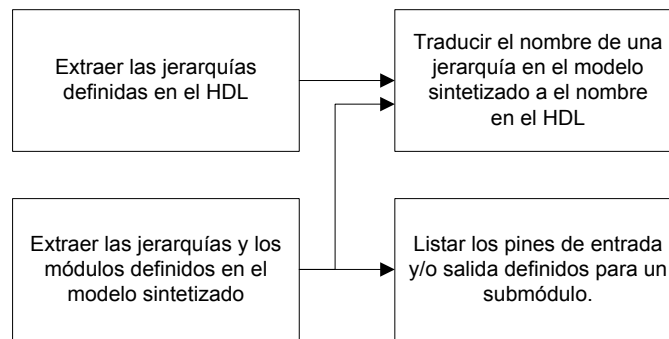 Extraer las jerarquías
definidas en el HDL
Traducir el nombre de una
jerarquía en el modelo
sintetizado a el nombre
en el HDL
Extraer las jerarquías y los
módulos definidos en el
modelo sintetizado
Listar los pines de entrada
y/o salida definidos para un
submódulo.